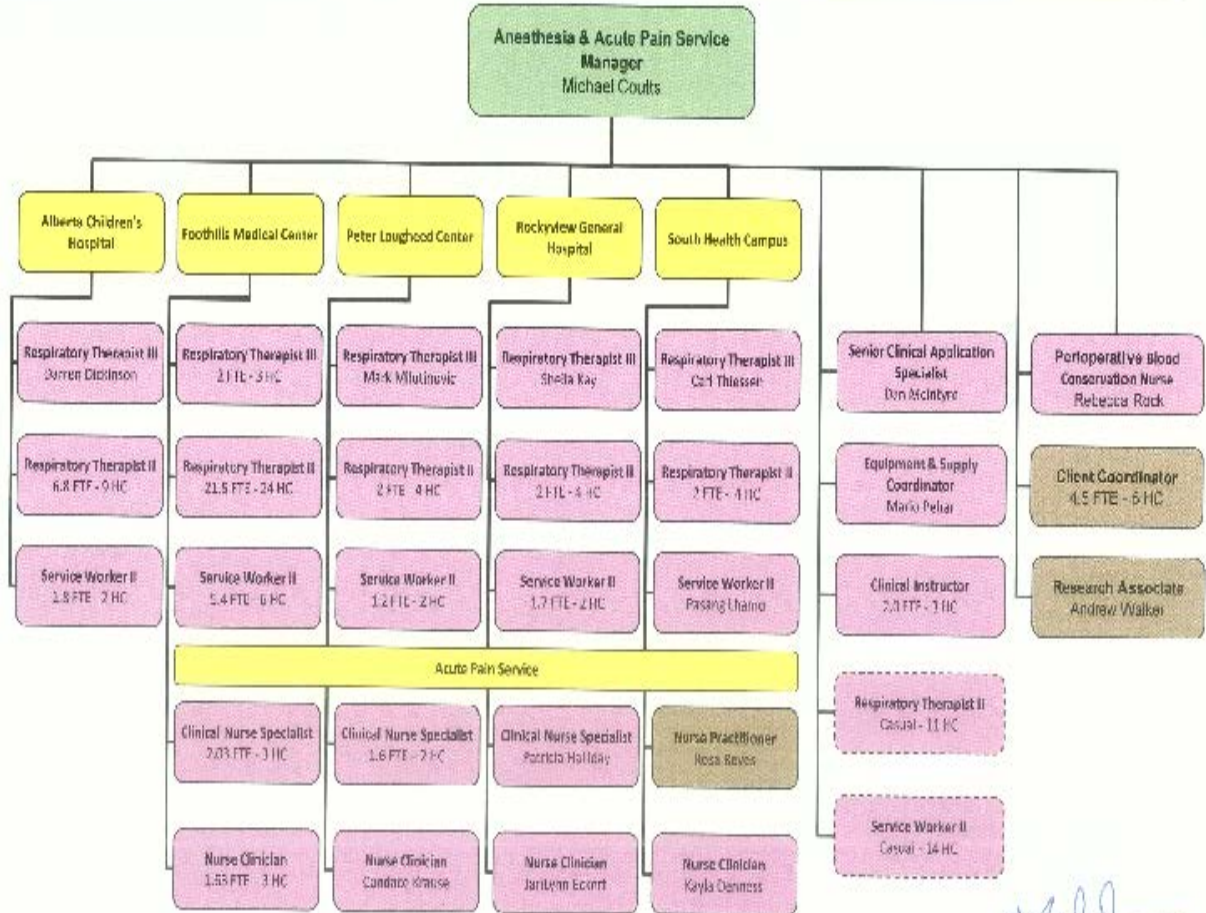 Anesthesia & Acute Pain Service
Manager
Michael Coults
Alberta Children's
Hospital
Foothills Medical Center
Peter Lougheed Center
Rockyview General
Hospital
South Health Campus
Respiratory Therapist III
Darren Dickinson
Respiratory Therapist III
2 FTE - 3 HC
Respiratory Therapist III
Mark Milutinovic
Respiratory Therapist III
Sheila Kay
Respiratory Therapist III
Carl Thiessen
Senior Clinical Application
Specialist
Dan McIntyre
Perioperative Blood
Conservation Nurse
Rebecca Rock
Respiratory Therapist II
6.8 FTE - 9 HC
Respiratory Therapist II
21.5 FTE - 24 HC
Respiratory Therapist II
2 FTE - 4 HC
Respiratory Therapist II
2 FTE - 4 HC
Respiratory Therapist II
2 FTE - 4 HC
Equipment & Supply
Coordinator
Mario Pehar
Client Coordinator
4.5 FTE - 6 HC
Service Worker II
1.8 FTE - 2 HC
Service Worker II
5.4 FTE - 6 HC
Service Worker II
1.2 FTE - 2 HC
Service Worker II
1.7 FTE - 2 HC
Service Worker II
Pasang Lhamo
Clinical Instructor
2.0 FTE - 3 HC
Research Associate
Andrew Walker
Acute Pain Service
Clinical Nurse Specialist
2.03 FTE - 3 HC
Clinical Nurse Specialist
1.6 FTE - 2 HC
Clinical Nurse Specialist
Patricia Halliday
Nurse Practitioner
Rosa Reyes
Respiratory Therapist II
Casual - 11 HC
Nurse Clinician
1.53 FTE - 3 HC
Nurse Clinician
Candace Krause
Nurse Clinician
JariLynn Eckert
Nurse Clinician
Kayla Denness
Service Worker II
Casual - 14 HC